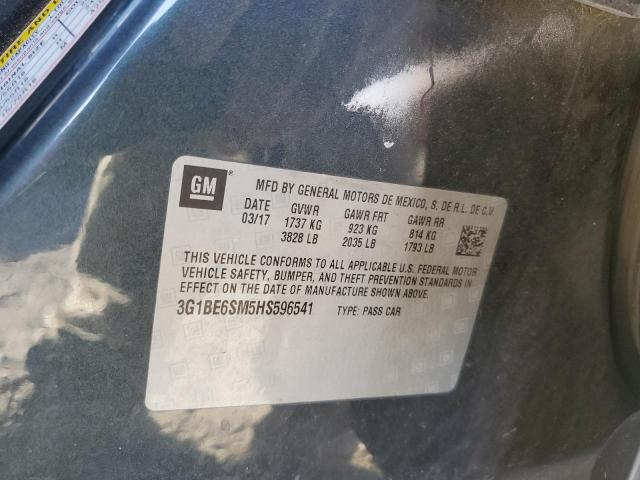 TIRE AND
GM
MFD BY GENERAL MOTORS DE MEXICO, S. DE R.L. DE C.V.
DATE GVWR GAWR FRT GAWR RR
03/17 1737 KG 923 KG 814 KG
3828 LB 2035 LB 1793 LB
THIS VEHICLE CONFORMS TO ALL APPLICABLE U.S. FEDERAL MOTOR
VEHICLE SAFETY, BUMPER, AND THEFT PREVENTION STANDARDS IN
EFFECT ON THE DATE OF MANUFACTURE SHOWN ABOVE.
3G1BE6SM5HS596541 TYPE: PASS CAR